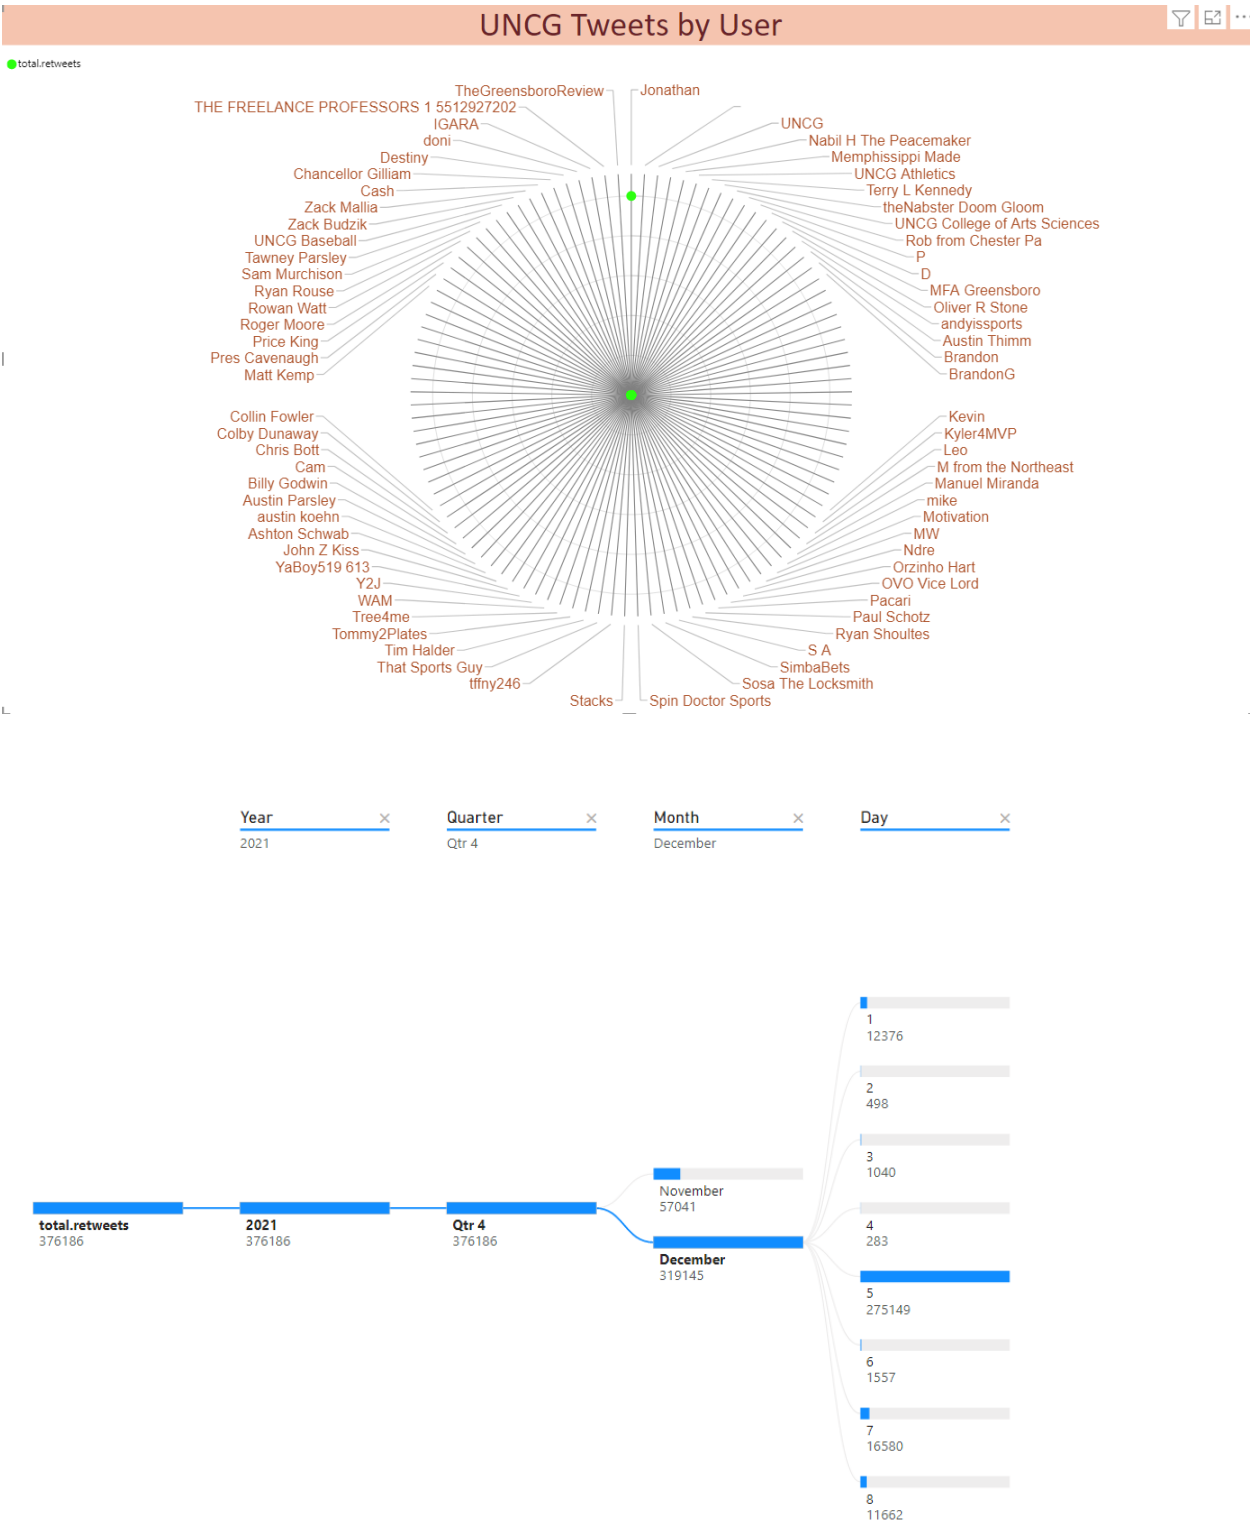 UNCG Tweets by User
total.retweets
TheGreensboroReview
Jonathan
THE FREELANCE PROFESSORS 1 5512927202
IGARA
UNCG
doni
Nabil H The Peacemaker
Destiny
Memphissippi Made
Chancellor Gilliam
UNCG Athletics
Cash
Terry L Kennedy
Zack Mallia
theNabster Doom Gloom
Zack Budzik
UNCG College of Arts Sciences
UNCG Baseball
Rob from Chester Pa
Tawney Parsley
P
Sam Murchison
D
Ryan Rouse
MFA Greensboro
Rowan Watt
Oliver R Stone
Roger Moore
andyissports
Price King
Austin Thimm
Pres Cavenaugh
Brandon
Matt Kemp
BrandonG
Collin Fowler
Kevin
Colby Dunaway
Kyler4MVP
Chris Bott
Leo
Cam
M from the Northeast
Billy Godwin
Manuel Miranda
Austin Parsley
mike
austin koehn
Motivation
Ashton Schwab
MW
John Z Kiss
Ndre
YaBoy519 613
Orzinho Hart
Y2J
OVO Vice Lord
WAM
Pacari
Tree4me
Paul Schotz
Tommy2Plates
Ryan Shoultes
Tim Halder
S A
That Sports Guy
SimbaBets
tffny246
Sosa The Locksmith
Stacks
Spin Doctor Sports
Year
2021
Quarter
Qtr 4
Month
December
Day
total.retweets
376186
2021
376186
Qtr 4
376186
November
57041
December
319145
1
12376
2
498
3
1040
4
283
5
275149
6
1557
7
16580
8
11662